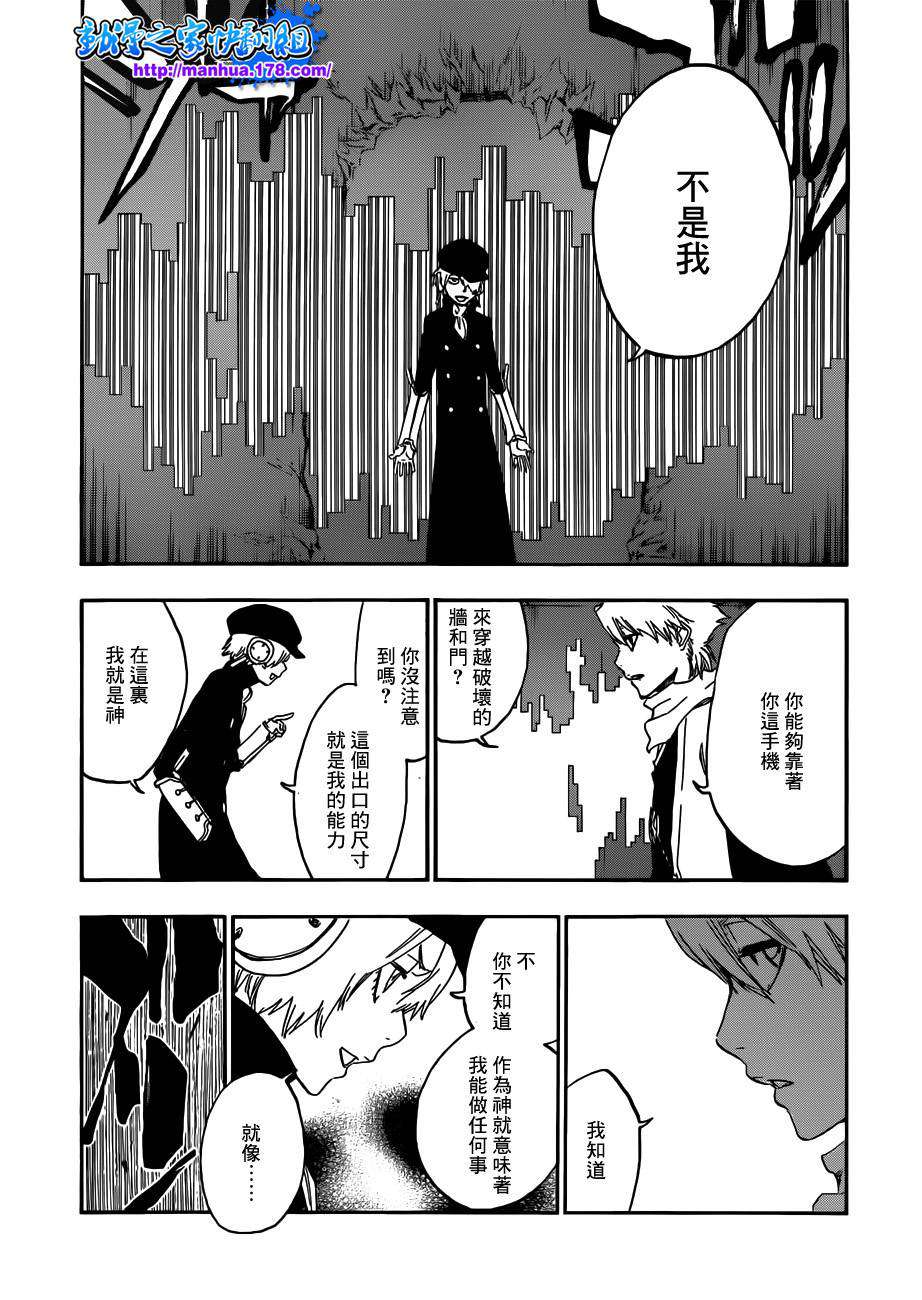 動漫之家快刊組
http://manhua.178.com/
不是我
你能夠靠著
你這手機
來穿越破壞的
牆和門？
你沒注意
到嗎？
這個出口的尺寸
就是我的能力
在這裏
我就是神
我知道
不
你不知道
作為神就意味著
我能做任何事
就像……